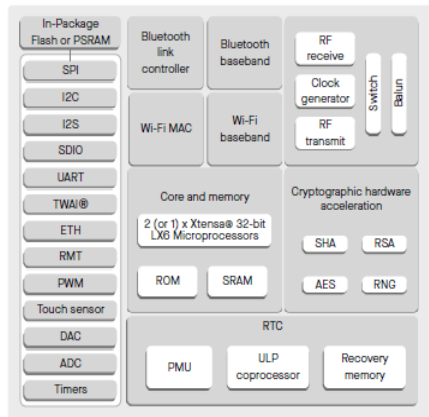 In-Package
Flash or PSRAM
SPI
I2C
I2S
SDIO
UART
TWAI®
ETH
RMT
PWM
Touch sensor
DAC
ADC
Timers
Bluetooth
link
controller
Bluetooth
baseband
Wi-Fi MAC
Wi-Fi
baseband
RF
receive
Clock
generator
RF
transmit
Switch
Balun
Core and memory
2 (or 1) x Xtensa® 32-bit
LX6 Microprocessors
ROM
SRAM
Cryptographic hardware
acceleration
SHA
RSA
AES
RNG
RTC
PMU
ULP
coprocessor
Recovery
memory